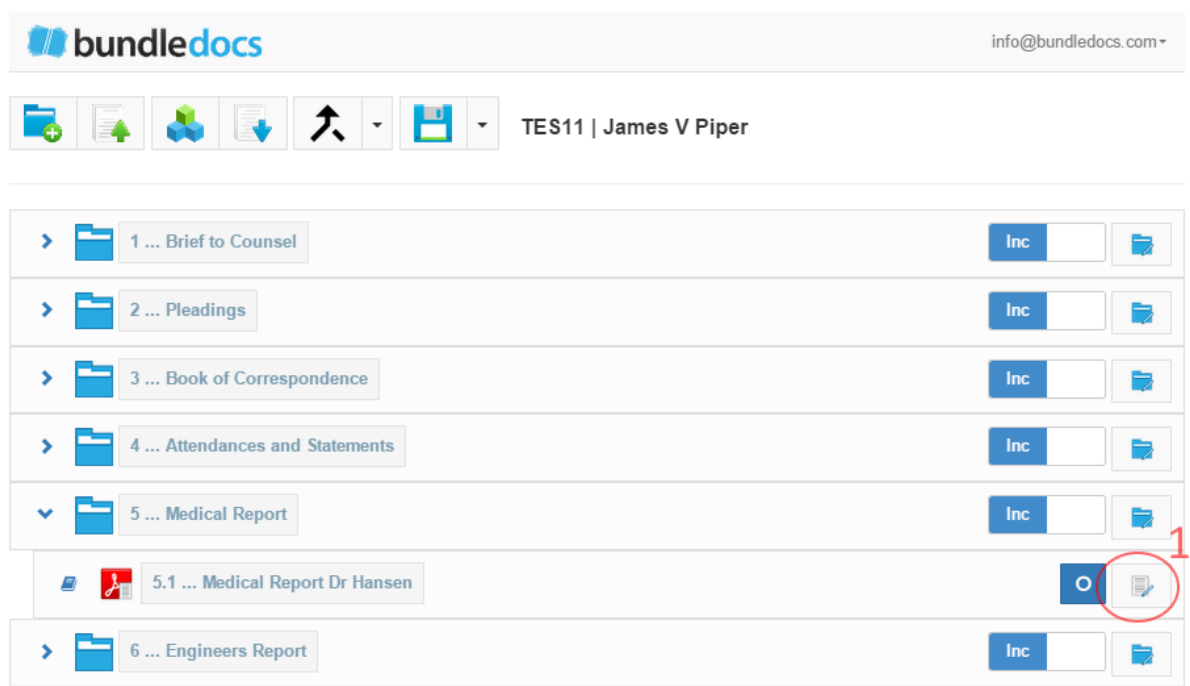 bundledocs
info@bundledocs.com
TES11 | James V Piper
1 ... Brief to Counsel
Inc
2 ... Pleadings
Inc
3 ... Book of Correspondence
Inc
4 ... Attendances and Statements
Inc
5 ... Medical Report
Inc
1
5.1 ... Medical Report Dr Hansen
O
6 ... Engineers Report
Inc